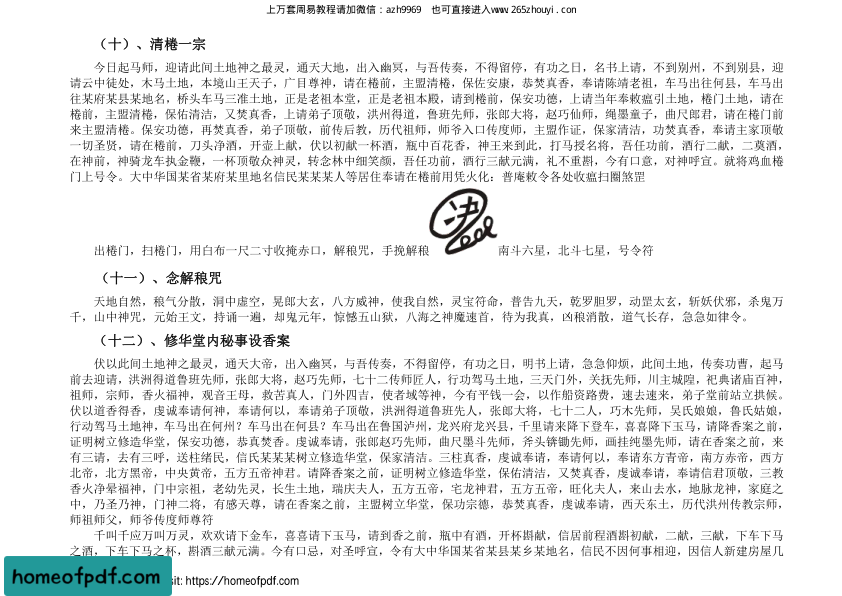 上万套周易教程请加微信：azh9969  也可直接进入www.265zhouyi.com
（十）、清棬一宗
今日起马师，迎请此间土地神之最灵，通天大地，出入幽冥，与吾传奏，不得留停，有功之日，名书上请，不到别州，不到别县，迎
请云中徒处，木马土地，本境山王天子，广目尊神，请在棬前，主盟清棬，保佐安康，恭焚真香，奉请陈靖老祖，车马出往何县，车马出
往某府某县某地名，桥头车马三准土地，正是老祖本堂，正是老祖本殿，请到棬前，保安功德，上请当年奉敕瘟引土地，棬门土地，请在
棬前，主盟清棬，保佑清洁，又焚真香，上请弟子顶敬，洪州得道，鲁班先师，张郎大将，赵巧仙师，绳墨童子，曲尺郎君，请在棬门前
来主盟清棬。保安功德，再焚真香，弟子顶敬，前传后教，历代祖师，师爷入口传度师，主盟作证，保家清洁，功焚真香，奉请主家顶敬
一切圣贤，请在棬前，刀头净酒，开壶上献，伏以初献一杯酒，瓶中百花香，神王来到此，打马授名将，吾任功前，酒行二献，二莫酒，
在神前，神骑龙车执金鞭，一杯顶敬众神灵，转念林中细笑颜，吾任功前，酒行三献元满，礼不重斟，今有口意，对神呼宣。就将鸡血棬
门上号令。大中华国某省某府某里地名信民某某某人等居住奉请在棬前用凭火化：普庵敕令各处收瘟扫圈煞罡
出棬门，扫棬门，用白布一尺二寸收掩赤口，解稂咒，手挽解稂
南斗六星，北斗七星，号令符
（十一）、念解稂咒
天地自然，稂气分散，洞中虚空，晃郎大玄，八方威神，使我自然，灵宝符命，普告九天，乾罗胆罗，动罡太玄，斩妖伏邪，杀鬼万
千，山中神咒，元始王文，持诵一遍，却鬼元年，惊憾五山狱，八海之神魔速首，待为我真，凶稂消散，道气长存，急急如律令。
（十二）、修华堂内秘事设香案
伏以此间土地神之最灵，通天大帝，出入幽冥，与吾传奏，不得留停，有功之日，明书上请，急急仰烦，此间土地，传奏功曹，起马
前去迎请，洪洲得道鲁班先师，张郎大将，赵巧先师，七十二传师匠人，行功驾马土地，三天门外，关抚先师，川主城隍，祀典诸庙百神，
祖师，宗师，香火福神，观音王母，救苦真人，门外四吉，使者域等神，今有平钱一会，以作船资路费，速去速来，弟子堂前站立拱候。
伏以道香得香，虔诚奉请何神，奉请何以，奉请弟子顶敬，洪洲得道鲁班先人，张郎大将，七十二人，巧木先师，吴氏娘娘，鲁氏姑娘，
行动驾马土地神，车马出在何州？车马出在何县？车马出在鲁国泸州，龙兴府龙兴县，千里请来降下登车，喜喜降下玉马，请降香案之前，
证明树立修造华堂，保安功德，恭真焚香。虔诚奉请，张郎赵巧先师，曲尺墨斗先师，斧头锛锄先师，画挂纯墨先师，请在香案之前，来
有三请，去有三呼，送柱绪民，信氏某某某树立修造华堂，保家清洁。三柱真香，虔诚奉请，奉请何以，奉请东方青帝，南方赤帝，西方
北帝，北方黑帝，中央黄帝，五方五帝神君。请降香案之前，证明树立修造华堂，保佑清洁，又焚真香，虔诚奉请，奉请信君顶敬，三教
香火净晕福神，门中宗祖，老幼先灵，长生土地，瑞庆夫人，五方五帝，宅龙神君，五方五帝，旺化夫人，来山去水，地脉龙神，家庭之
中，乃圣乃神，门神二将，有感天尊，请在香案之前，主盟树立华堂，保功宗德，恭焚真香，虔诚奉请，西天东土，历代洪州传教宗师，
师祖师父，师爷传度师尊符
千叫千应万叫万灵，欢欢请下金车，喜喜请下玉马，请到香之前，瓶中有酒，开杯斟献，信居前程酒斟初献，二献，三献，下车下马
之酒，下车下马之杯，斟酒三献元满。今有口忌，对圣呼宣，令有大中华国某省某县某乡某地名，信民不因何事相迎，因信人新建房屋几
homeofpdf.com
sit: https://homeofpdf.com